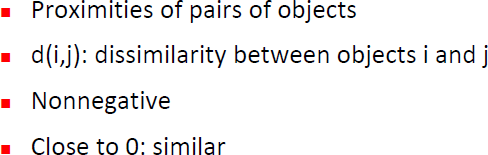 Proximities of pairs of objects
d(i,j): dissimilarity between objects i and j
Nonnegative
Close to 0: similar